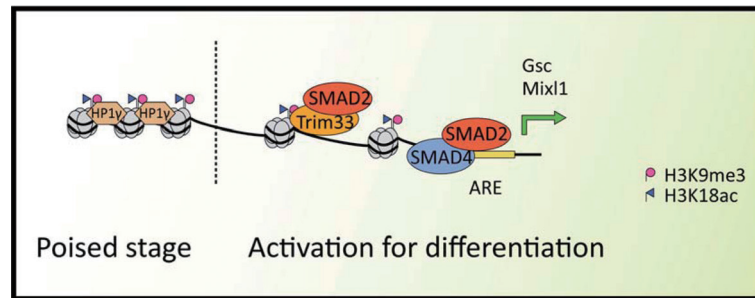 Gsc
Mixl1
SMAD2
HP1γ HP1γ
Trim33
SMAD2
SMAD4
ARE
H3K9me3
H3K18ac
Poised stage
Activation for differentiation